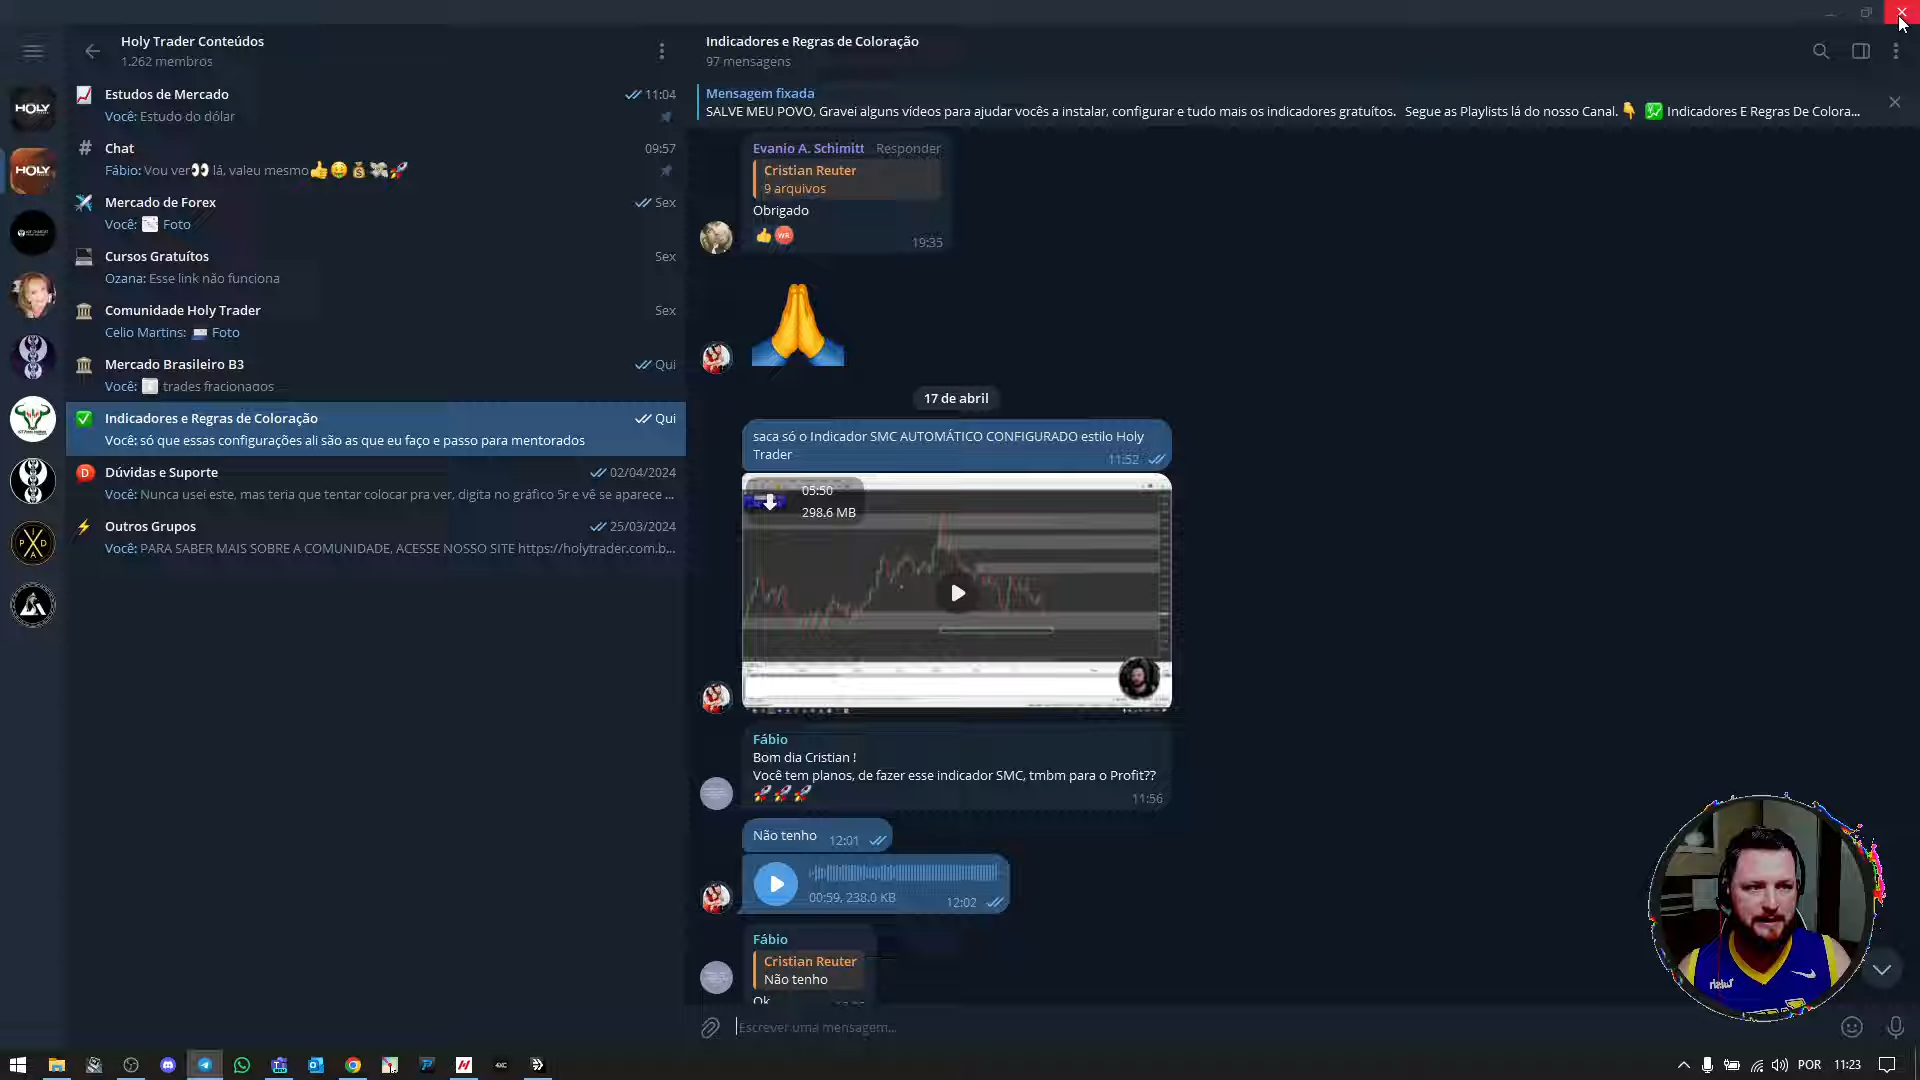 Holy Trader Conteúdos
1.262 membros
Estudos de Mercado
11:04
Você: Estudo do dólar
Chat
09:57
Fábio: Vou ver👀 lá, valeu mesmo👍🤑💰💸🚀
Mercado de Forex
Sex
Você: Foto
Cursos Gratuítos
Sex
Ozana: Esse link não funciona
Comunidade Holy Trader
Sex
Celio Martins: Foto
Mercado Brasileiro B3
Qui
Você: trades fracionados
Indicadores e Regras de Coloração
Qui
Você: só que essas configurações ali são as que eu faço e passo para mentorados
D
Dúvidas e Suporte
02/04/2024
Você: Nunca usei este, mas teria que tentar colocar pra ver, digita no gráfico 5r e vê se aparece ...
Outros Grupos
25/03/2024
Você: PARA SABER MAIS SOBRE A COMUNIDADE, ACESSE NOSSO SITE https://holytrader.com.b...
HOLY
HOLY
Indicadores e Regras de Coloração
97 mensagens
Mensagem fixada
SALVE MEU POVO, Gravei alguns vídeos para ajudar vocês a instalar, configurar e tudo mais os indicadores gratuítos. Segue as Playlists lá do nosso Canal.👇 ✅ Indicadores E Regras De Colora...
Evanio A. Schimitt Responder
Cristian Reuter
9 arquivos
Obrigado
WR
19:35
17 de abril
saca só o Indicador SMC AUTOMÁTICO CONFIGURADO estilo Holy
Trader
11:52
05:50
298.6 MB
Fábio
Bom dia Cristian !
Você tem planos, de fazer esse indicador SMC, tmbm para o Profit??
🚀🚀🚀
11:56
Não tenho
12:01
00:59, 238.0 KB
12:02
Fábio
Cristian Reuter
Não tenho
Ok
Escrever uma mensagem...
4XC
POR
11:23